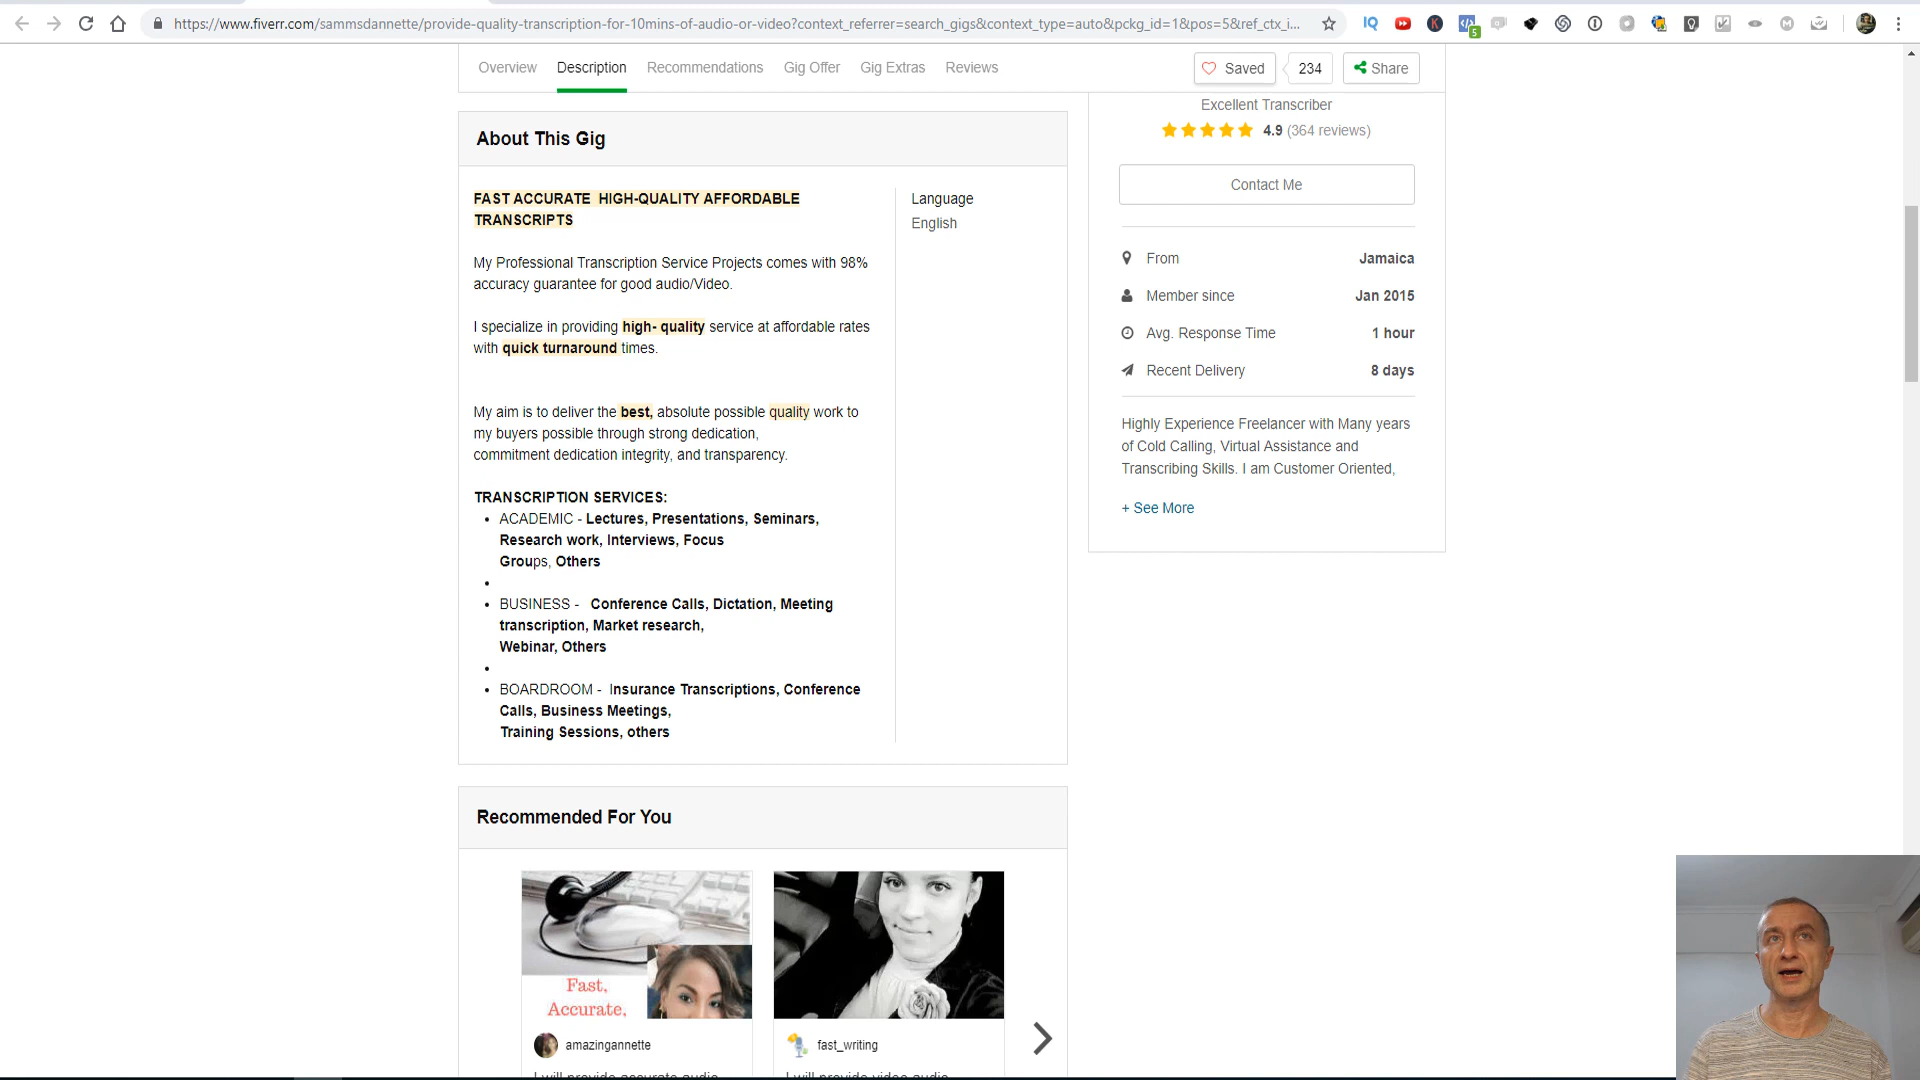 https://www.fiverr.com/sammsdannette/provide-quality-transcription-for-10mins-of-audio-or-video?context_referrer=search_gigs&context_type=auto&pckg_id=1&pos=5&ref_ctx_i...
5
Overview Description Recommendations Gig Offer Gig Extras Reviews
Saved 234 Share
Excellent Transcriber
4.9 (364 reviews)
Contact Me
From Jamaica
Member since Jan 2015
Avg. Response Time 1 hour
Recent Delivery 8 days
Highly Experience Freelancer with Many years
of Cold Calling, Virtual Assistance and
Transcribing Skills. I am Customer Oriented,
+ See More
About This Gig
FAST ACCURATE HIGH-QUALITY AFFORDABLE
TRANSCRIPTS
My Professional Transcription Service Projects comes with 98%
accuracy guarantee for good audio/Video.
I specialize in providing high- quality service at affordable rates
with quick turnaround times.
My aim is to deliver the best, absolute possible quality work to
my buyers possible through strong dedication,
commitment dedication integrity, and transparency.
TRANSCRIPTION SERVICES:
• ACADEMIC - Lectures, Presentations, Seminars,
Research work, Interviews, Focus
Groups, Others
•
• BUSINESS - Conference Calls, Dictation, Meeting
transcription, Market research,
Webinar, Others
•
• BOARDROOM - Insurance Transcriptions, Conference
Calls, Business Meetings,
Training Sessions, others
Language
English
Recommended For You
Fast,
Accurate,
amazingannette
fast_writing
I will provide accurate audio
I will provide video audio